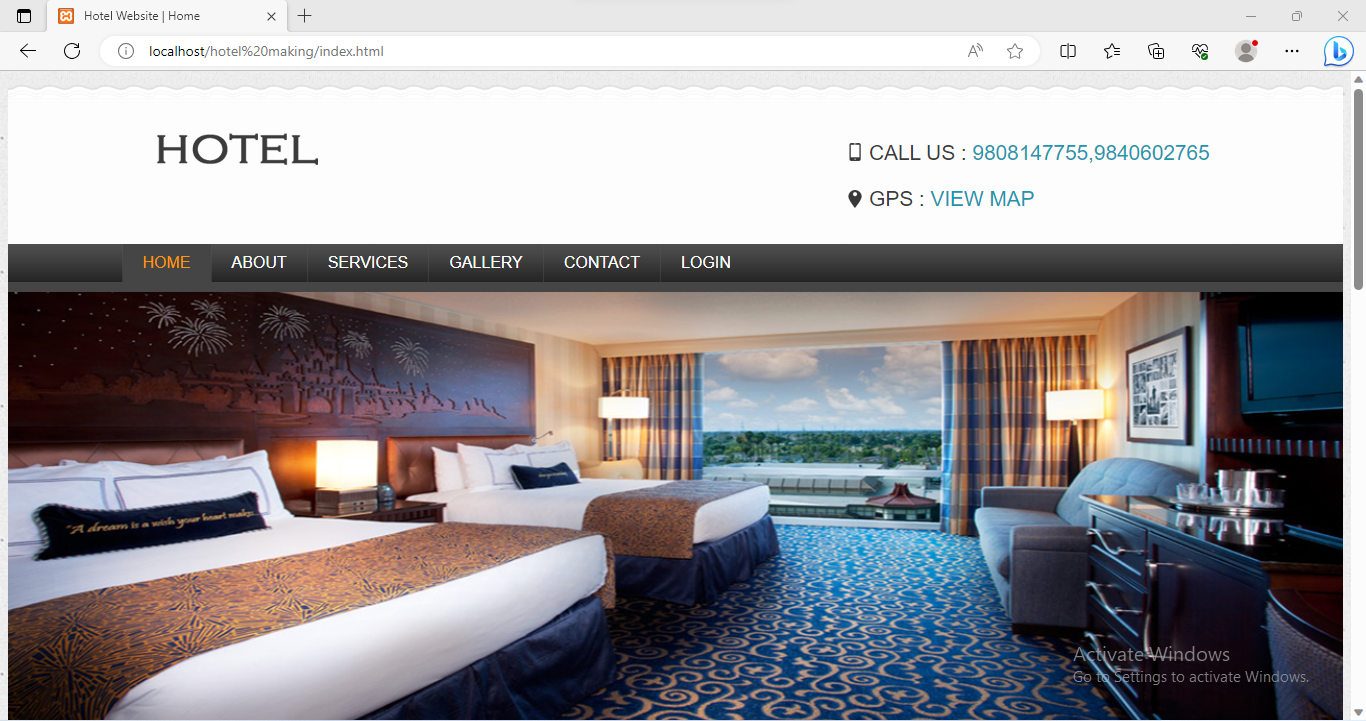 Hotel Website | Home
localhost/hotel%20making/index.html
HOTEL
CALL US : 9808147755,9840602765
GPS : VIEW MAP
HOME ABOUT SERVICES GALLERY CONTACT LOGIN
"A dream is a wish your heart makes
Activate Windows
Go to Settings to activate Windows.